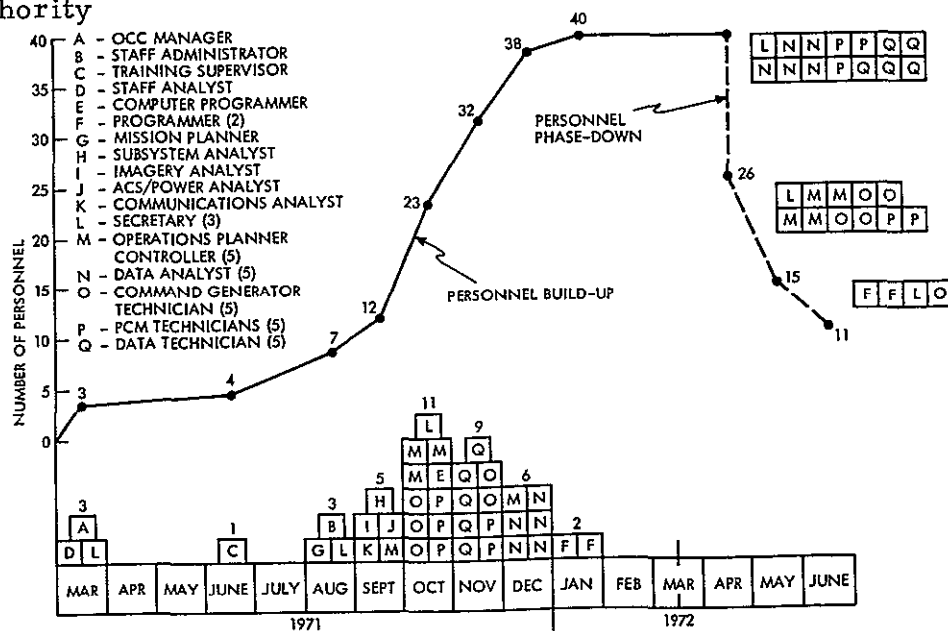 hority
A - OCC MANAGER
B - STAFF ADMINISTRATOR
C - TRAINING SUPERVISOR
D - STAFF ANALYST
E - COMPUTER PROGRAMMER
F - PROGRAMMER (2)
G - MISSION PLANNER
H - SUBSYSTEM ANALYST
I - IMAGERY ANALYST
J - ACS/POWER ANALYST
K - COMMUNICATIONS ANALYST
L - SECRETARY (3)
M - OPERATIONS PLANNER
CONTROLLER (5)
N - DATA ANALYST (5)
O - COMMAND GENERATOR
TECHNICIAN (5)
P - PCM TECHNICIANS (5)
Q - DATA TECHNICIAN (5)
NUMBER OF PERSONNEL
40
35
30
25
20
15
10
5
0
3
4
7
12
23
32
38
40
26
15
11
PERSONNEL BUILD-UP
PERSONNEL
PHASE-DOWN
L N N P P Q Q
N N N P Q Q Q
L M M O O
M M O O P P
F F L O
3
A
D L
1
C
3
B
G L
5
H
I J
K M
11
L
M M
M E
O P
O P
O P
9
Q
Q O
Q O
Q P
Q P
6
M N
N N
N N
2
F F
MAR APR MAY JUNE JULY AUG SEPT OCT NOV DEC JAN FEB MAR APR MAY JUNE
1971 1972